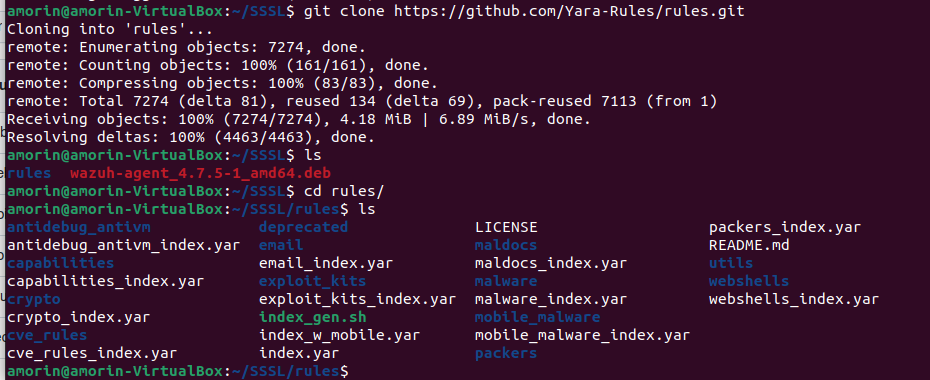 amorin@amorin-VirtualBox:~/SSSL$ git clone https://github.com/Yara-Rules/rules.git
Cloning into 'rules'...
remote: Enumerating objects: 7274, done.
remote: Counting objects: 100% (161/161), done.
remote: Compressing objects: 100% (83/83), done.
remote: Total 7274 (delta 81), reused 134 (delta 69), pack-reused 7113 (from 1)
Receiving objects: 100% (7274/7274), 4.18 MiB | 6.89 MiB/s, done.
Resolving deltas: 100% (4463/4463), done.
amorin@amorin-VirtualBox:~/SSSL$ ls
rules  wazuh-agent_4.7.5-1_amd64.deb
amorin@amorin-VirtualBox:~/SSSL$ cd rules/
amorin@amorin-VirtualBox:~/SSSL/rules$ ls
antidebug_antivm  deprecated  LICENSE  packers_index.yar
antidebug_antivm_index.yar  email  maldocs  README.md
capabilities  email_index.yar  maldocs_index.yar  utils
capabilities_index.yar  exploit_kits  malware  webshells
crypto  exploit_kits_index.yar  malware_index.yar  webshells_index.yar
crypto_index.yar  index_gen.sh  mobile_malware
cve_rules  index_w_mobile.yar  mobile_malware_index.yar
cve_rules_index.yar  index.yar  packers
amorin@amorin-VirtualBox:~/SSSL/rules$